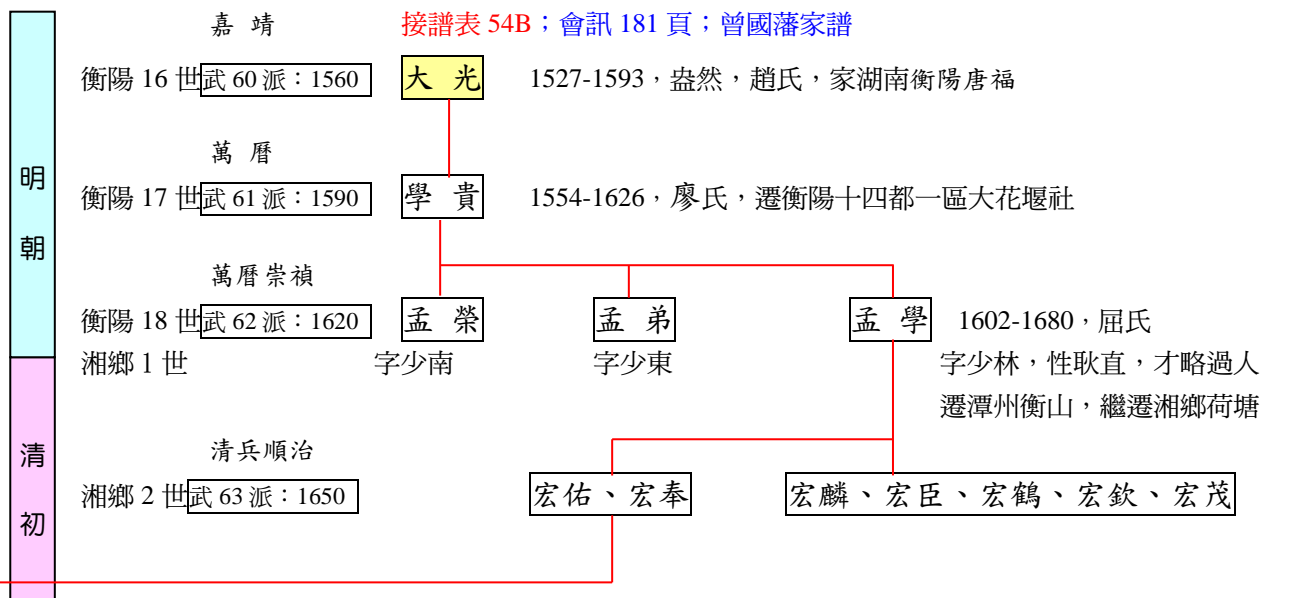 嘉 靖 接譜表 54B；會訊 181 頁；曾國藩家譜
衡陽 16 世 武 60 派：1560 大 光 1527-1593，盎然，趙氏，家湖南衡陽唐福
萬 曆
明 衡陽 17 世 武 61 派：1590 學 貴 1554-1626，廖氏，遷衡陽十四都一區大花堰社
朝
萬曆崇禎
衡陽 18 世 武 62 派：1620 孟 榮 孟 弟 孟 學 1602-1680，屈氏
湘鄉 1 世 字少南 字少東 字少林，性耿直，才略過人
遷潭州衡山，繼遷湘鄉荷塘
清 清兵順治
湘鄉 2 世 武 63 派：1650 宏佑、宏奉 宏麟、宏臣、宏鶴、宏欽、宏茂
初